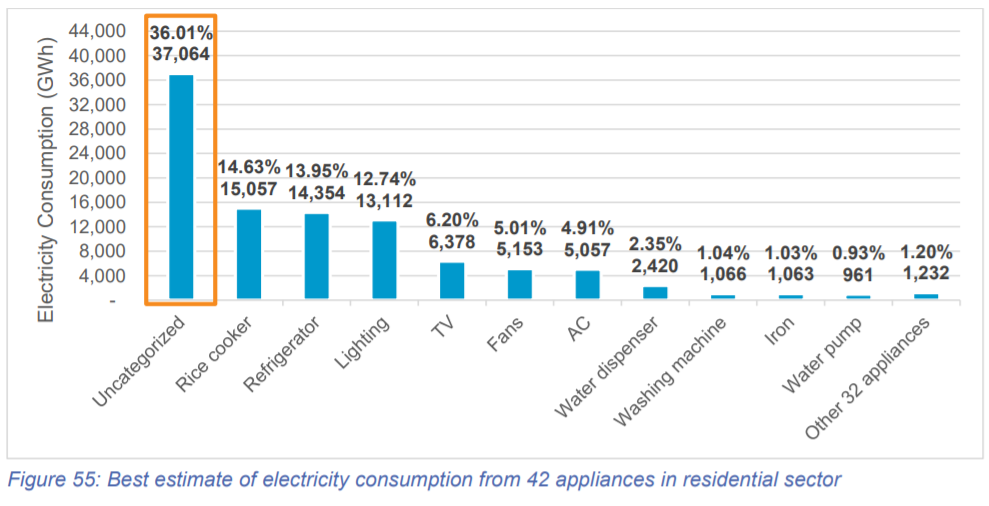 Electricity Consumption (GWh)
44,000
40,000
36,000
32,000
28,000
24,000
20,000
16,000
12,000
8,000
4,000
-
36.01%
37,064
14.63%
15,057
13.95%
14,354
12.74%
13,112
6.20%
6,378
5.01%
5,153
4.91%
5,057
2.35%
2,420
1.04%
1,066
1.03%
1,063
0.93%
961
1.20%
1,232
Uncategorized
Rice cooker
Refrigerator
Lighting
TV
Fans
AC
Water dispenser
Washing machine
Iron
Water pump
Other 32 appliances
Figure 55: Best estimate of electricity consumption from 42 appliances in residential sector